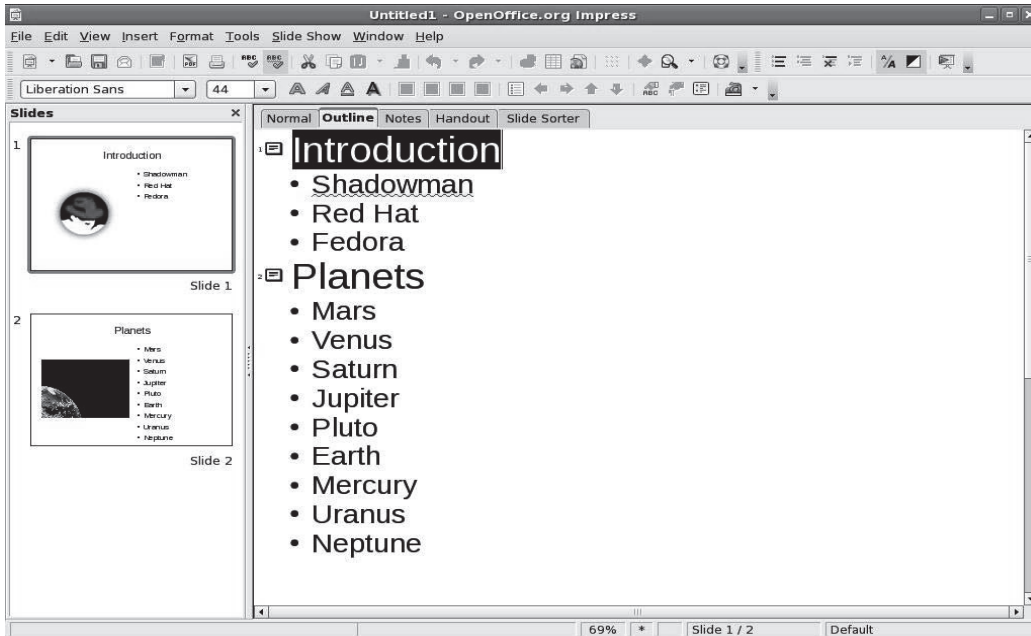 Untitled1 - OpenOffice.org Impress
File Edit View Insert Format Tools Slide Show Window Help
Liberation Sans 44
Slides
Normal Outline Notes Handout Slide Sorter
1
Introduction
• Shadowman
• Red Hat
• Fedora
Slide 1
2
Planets
• Mars
• Venus
• Saturn
• Jupiter
• Pluto
• Earth
• Mercury
• Uranus
• Neptune
Slide 2
1 Introduction
• Shadowman
• Red Hat
• Fedora
2 Planets
• Mars
• Venus
• Saturn
• Jupiter
• Pluto
• Earth
• Mercury
• Uranus
• Neptune
69% * Slide 1 / 2 Default